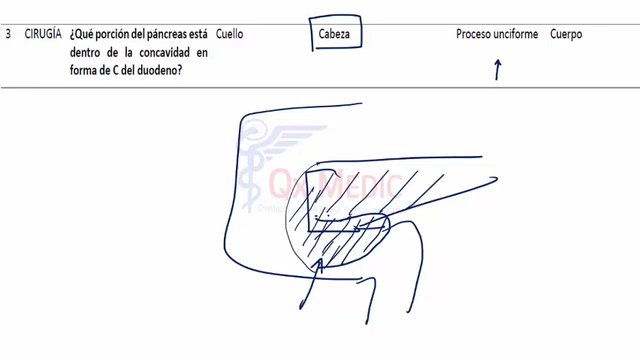 3 CIRUGÍA ¿Qué porción del páncreas está Cuello Cabeza Proceso unciforme Cuerpo
dentro de la concavidad en
forma de C del duodeno?
QX MEDIC